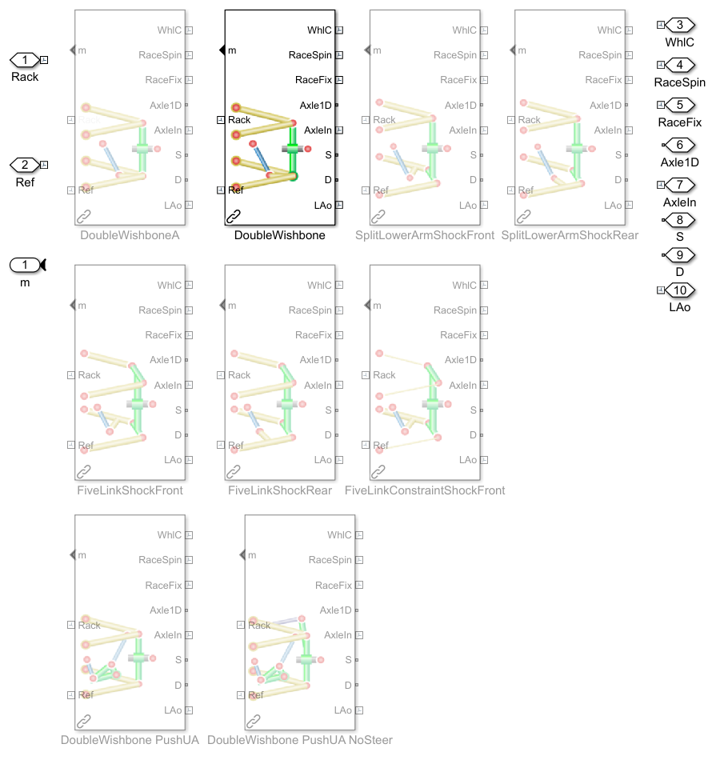 1
Rack
2
Ref
1
m
WhlC
m
RaceSpin
RaceFix
Axle1D
Rack
AxleIn
S
D
Ref
LAo
DoubleWishboneA
WhlC
m
RaceSpin
RaceFix
Axle1D
Rack
AxleIn
S
D
Ref
LAo
DoubleWishbone
WhlC
m
RaceSpin
RaceFix
Axle1D
Rack
AxleIn
S
D
Ref
LAo
SplitLowerArmShockFront
WhlC
m
RaceSpin
RaceFix
Axle1D
Rack
AxleIn
S
D
Ref
LAo
SplitLowerArmShockRear
3
WhlC
4
RaceSpin
5
RaceFix
6
Axle1D
7
AxleIn
8
S
9
D
10
LAo
WhlC
m
RaceSpin
RaceFix
Axle1D
Rack
AxleIn
S
D
Ref
LAo
FiveLinkShockFront
WhlC
m
RaceSpin
RaceFix
Axle1D
Rack
AxleIn
S
D
Ref
LAo
FiveLinkShockRear
WhlC
m
RaceSpin
RaceFix
Axle1D
Rack
AxleIn
S
D
Ref
LAo
FiveLinkConstraintShockFront
WhlC
m
RaceSpin
RaceFix
Axle1D
Rack
AxleIn
S
D
Ref
LAo
DoubleWishbone PushUA
WhlC
m
RaceSpin
RaceFix
Axle1D
Rack
AxleIn
S
D
Ref
LAo
DoubleWishbone PushUA NoSteer